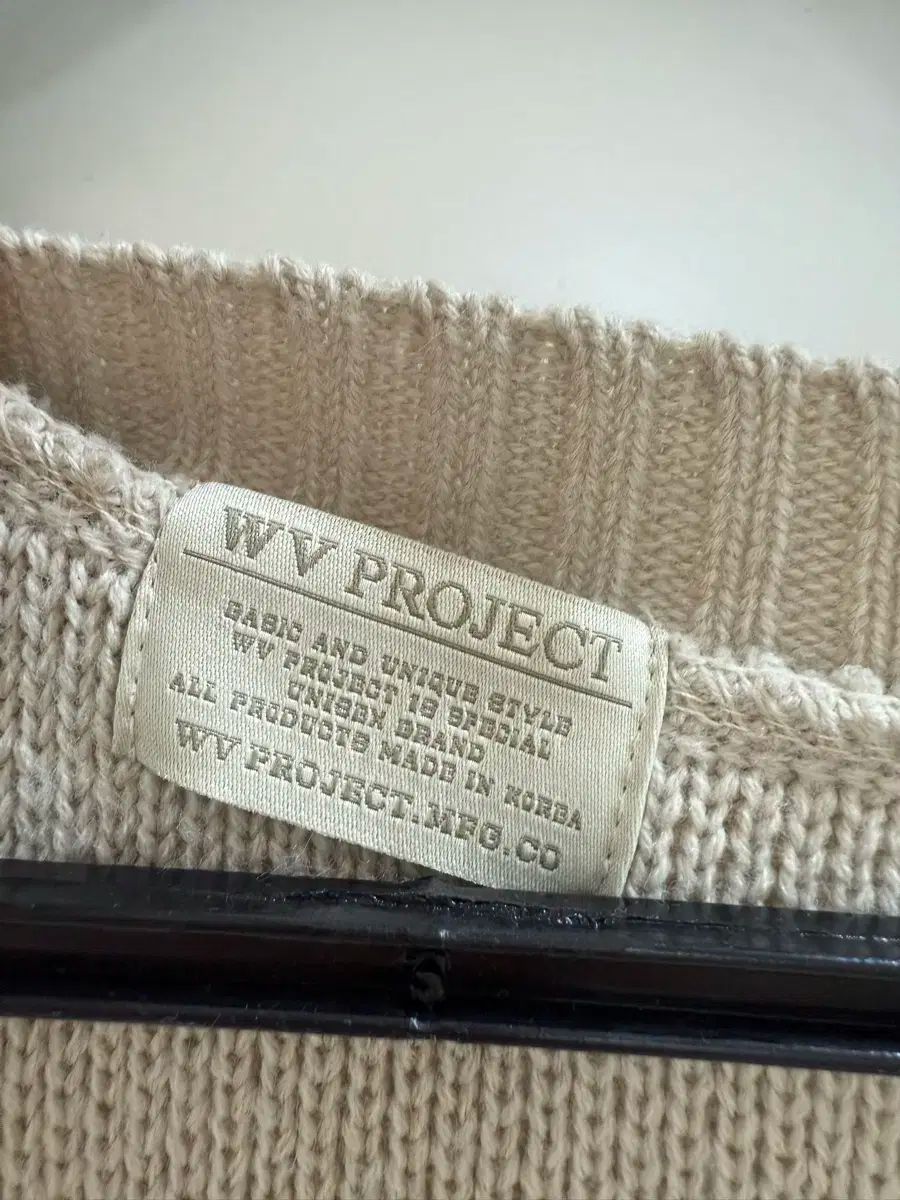 WV PROJECT
BASIC AND UNIQUE STYLE
WV PROJECT IS SPECIAL
UNISEX BRAND
ALL PRODUCTS MADE IN KOREA
WV PROJECT.MFG.CO